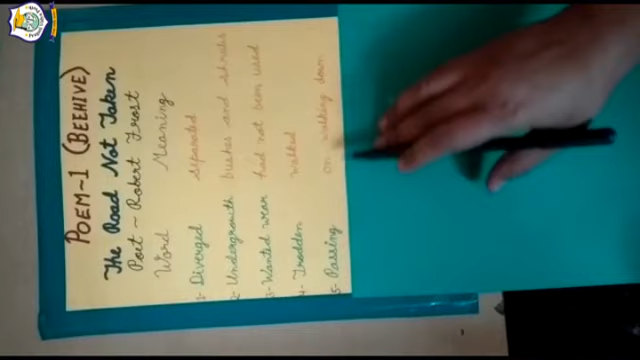 POEM~1 (BEEHIVE)
The Road Not Taken
Poet ~ Robert Frost
Word Meaning
1- Diverged separated
2- Undergrowth bushes and shrubs
3- Wanted wear had not been used
4- Trodden walked
5- Passing on walking down